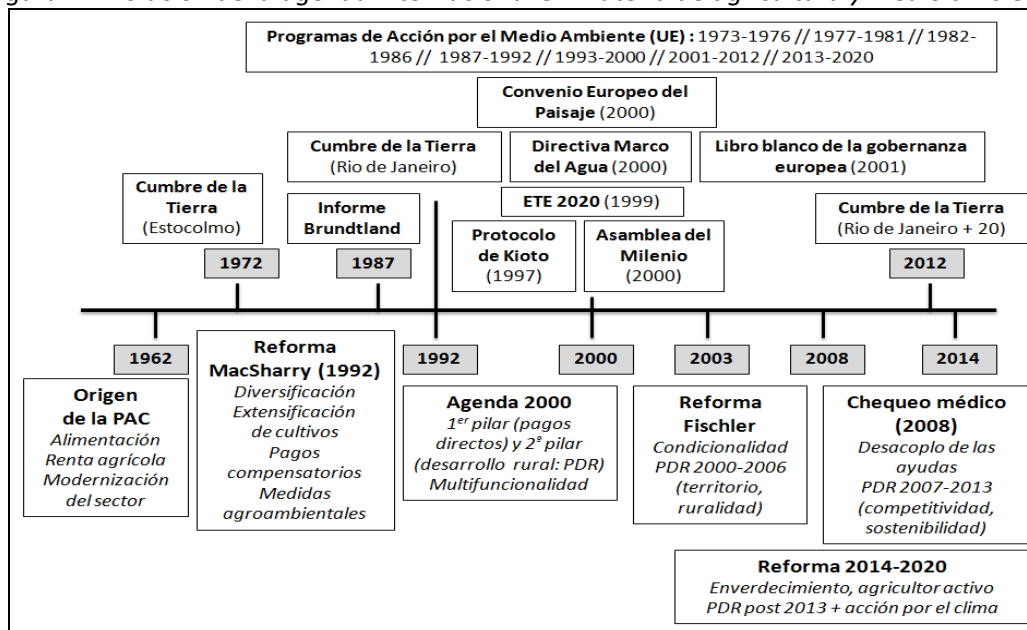 Programas de Acción por el Medio Ambiente (UE) : 1973-1976 // 1977-1981 // 1982-
1986 // 1987-1992 // 1993-2000 // 2001-2012 // 2013-2020
Convenio Europeo del
Paisaje (2000)
Cumbre de la Tierra
(Rio de Janeiro)
Directiva Marco
del Agua (2000)
Libro blanco de la gobernanza
europea (2001)
Cumbre de la
Tierra
(Estocolmo)
Informe
Brundtland
ETE 2020 (1999)
Cumbre de la Tierra
(Rio de Janeiro + 20)
Protocolo
de Kioto
(1997)
Asamblea del
Milenio
(2000)
1972
1987
2012
1962
1992
2000
2003
2008
2014
Origen
de la PAC
Alimentación
Renta agrícola
Modernización
del sector
Reforma
MacSharry (1992)
Diversificación
Extensificación
de cultivos
Pagos
compensatorios
Medidas
agroambientales
Agenda 2000
1er pilar (pagos
directos) y 2º pilar
(desarrollo rural: PDR)
Multifuncionalidad
Reforma
Fischler
Condicionalidad
PDR 2000-2006
(territorio,
ruralidad)
Chequeo médico
(2008)
Desacoplo de las
ayudas
PDR 2007-2013
(competitividad,
sostenibilidad)
Reforma 2014-2020
Enverdecimiento, agricultor activo
PDR post 2013 + acción por el clima